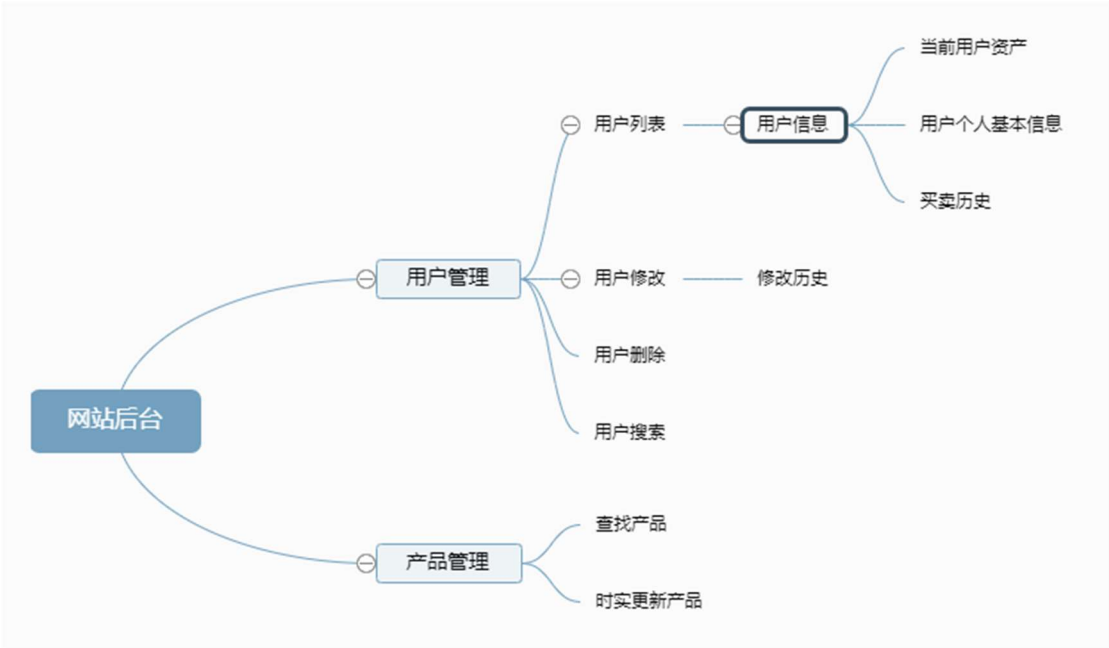 当前用户资产
用户列表
用户信息
用户个人基本信息
买卖历史
用户管理
用户修改
修改历史
用户删除
网站后台
用户搜索
查找产品
产品管理
时实更新产品